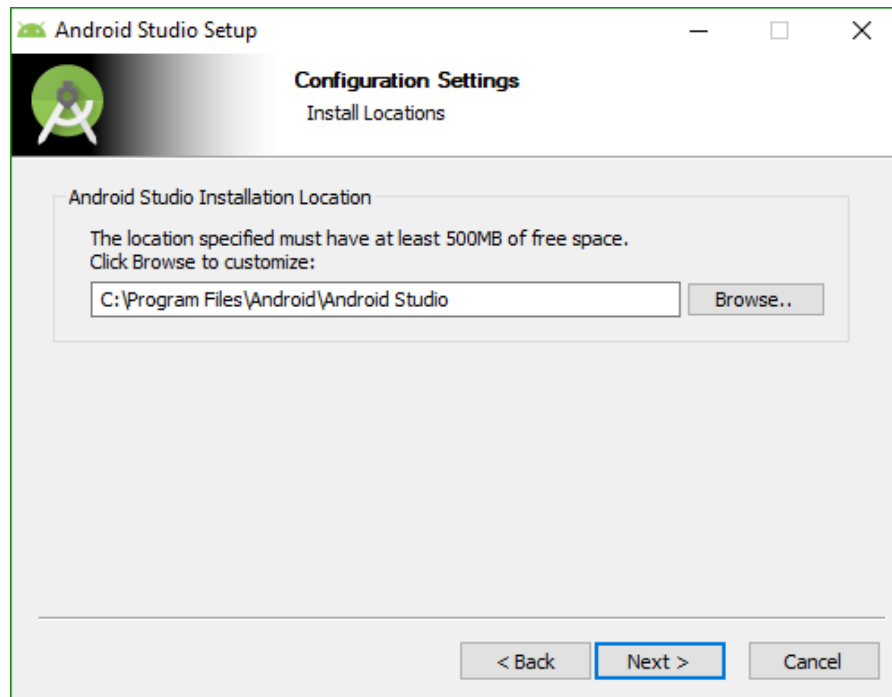 Android Studio Setup
Configuration Settings
Install Locations
Android Studio Installation Location
The location specified must have at least 500MB of free space.
Click Browse to customize:
C:\Program Files\Android\Android Studio
Browse..
< Back
Next >
Cancel